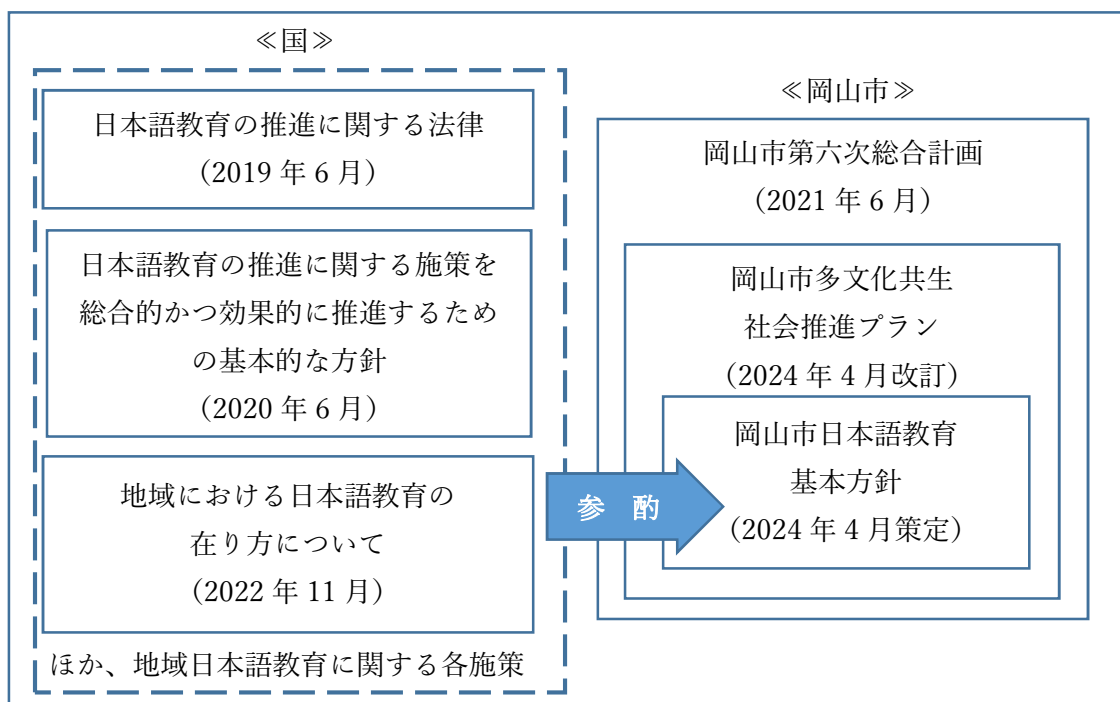 ≪国≫
日本語教育の推進に関する法律
（2019 年 6 月）
日本語教育の推進に関する施策を
総合的かつ効果的に推進するため
の基本的な方針
（2020 年 6 月）
地域における日本語教育の
在り方について
（2022 年 11 月）
ほか、地域日本語教育に関する各施策
参　酌
≪岡山市≫
岡山市第六次総合計画
（2021 年 6 月）
岡山市多文化共生
社会推進プラン
（2024 年 4 月改訂）
岡山市日本語教育
基本方針
（2024 年 4 月策定）